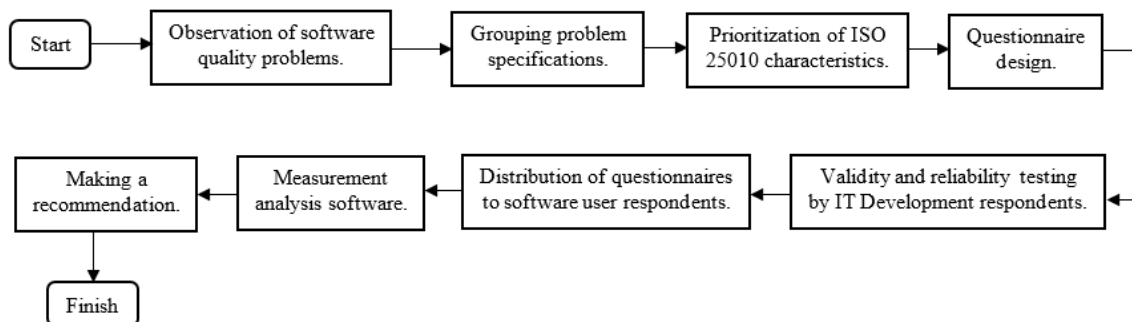 Start
Observation of software
quality problems.
Grouping problem
specifications.
Prioritization of ISO
25010 characteristics.
Questionnaire
design.
Validity and reliability testing
by IT Development respondents.
Distribution of questionnaires
to software user respondents.
Measurement
analysis software.
Making a
recommendation.
Finish